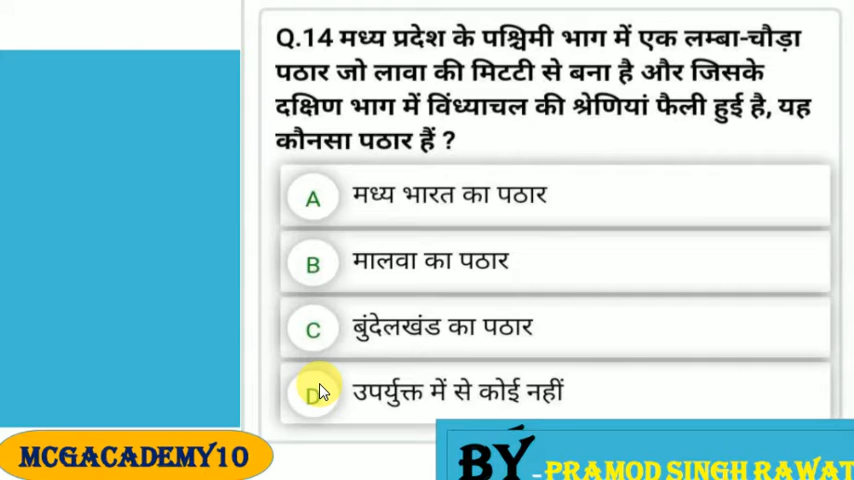 Q.14 मध्य प्रदेश के पश्चिमी भाग में एक लम्बा-चौड़ा
पठार जो लावा की मिटटी से बना है और जिसके
दक्षिण भाग में विंध्याचल की श्रेणियां फैली हुई है, यह
कौनसा पठार हैं ?
A मध्य भारत का पठार
B मालवा का पठार
C बुंदेलखंड का पठार
D उपर्युक्त में से कोई नहीं
MCGACADEMY10
BY -PRAMOD SINGH RAWAT